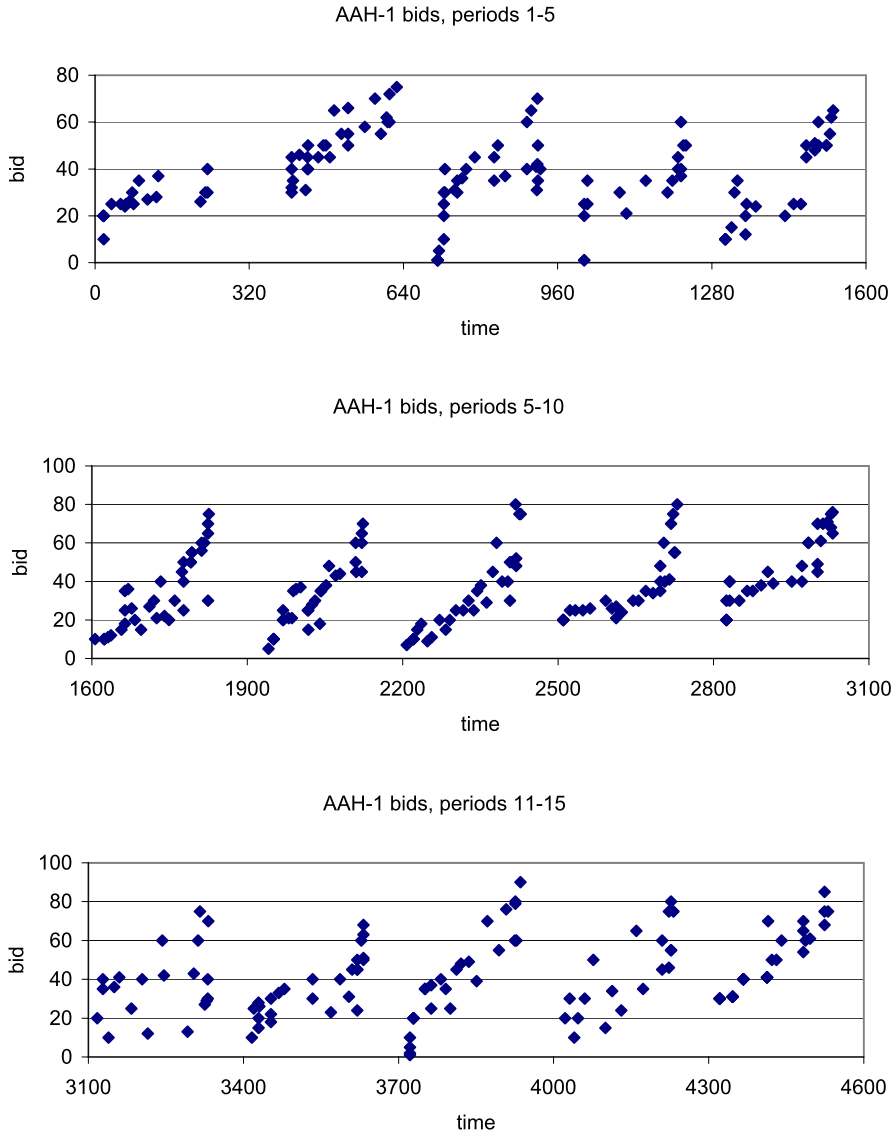 AAH-1 bids, periods 1-5
80
60
40
20
0
bid
0 320 640 960 1280 1600
time
AAH-1 bids, periods 5-10
100
80
60
40
20
0
bid
1600 1900 2200 2500 2800 3100
time
AAH-1 bids, periods 11-15
100
80
60
40
20
0
bid
3100 3400 3700 4000 4300 4600
time